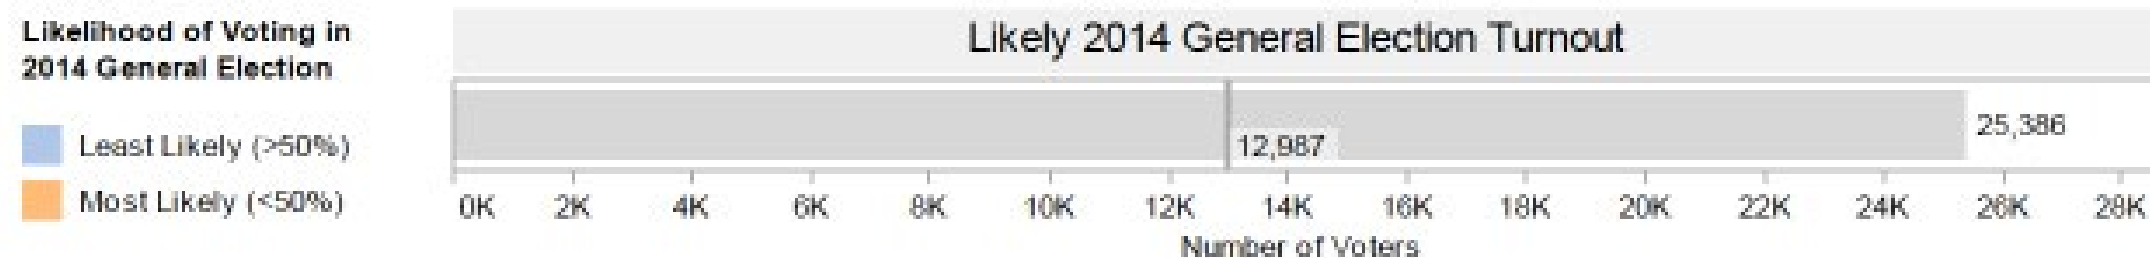 Likelihood of Voting in
2014 General Election
Least Likely (>50%)
Most Likely (<50%)
Likely 2014 General Election Turnout
12,987
25,386
0K 2K 4K 6K 8K 10K 12K 14K 16K 18K 20K 22K 24K 26K 28K
Number of Voters